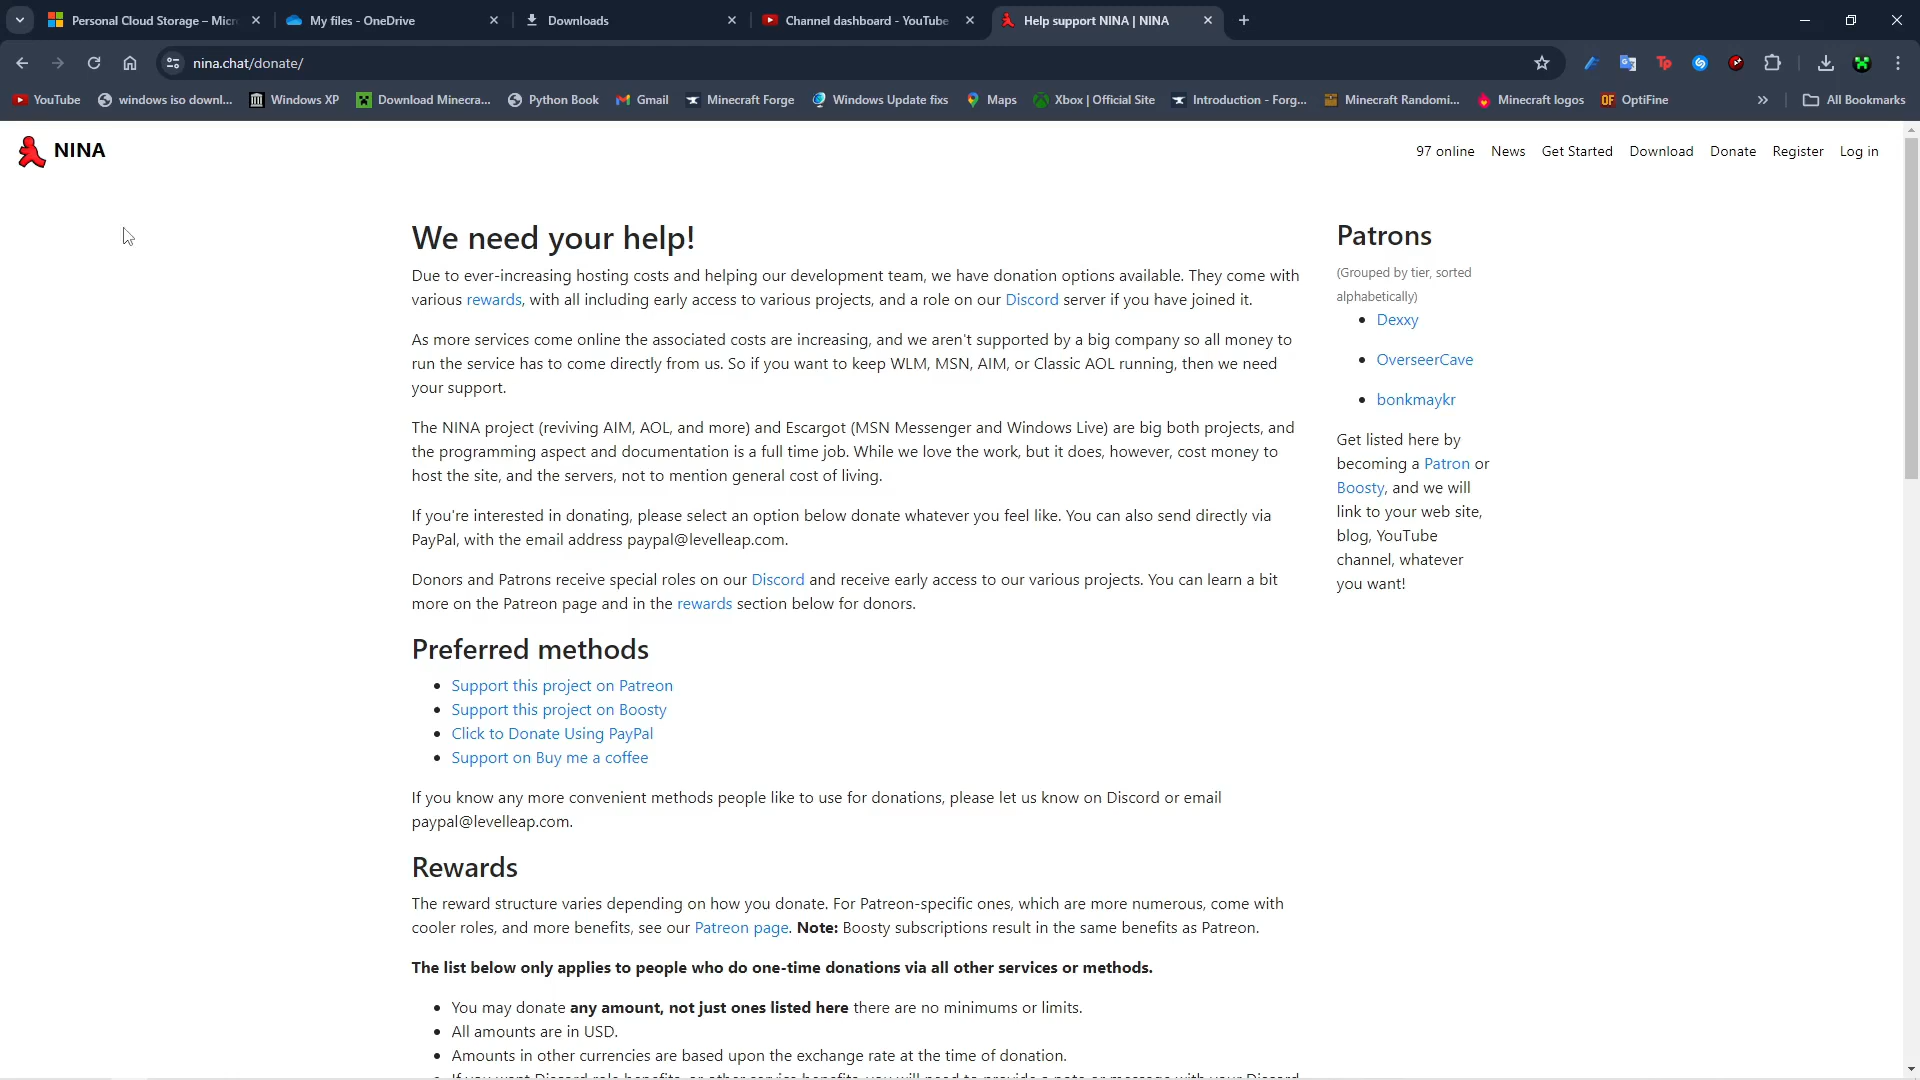 Personal Cloud Storage – Micr
My files - OneDrive
Downloads
Channel dashboard - YouTube
Help support NINA | NINA
nina.chat/donate/
YouTube
windows iso downl...
Windows XP
Download Minecra...
Python Book
Gmail
Minecraft Forge
Windows Update fixs
Maps
Xbox | Official Site
Introduction - Forg...
Minecraft Randomi...
Minecraft logos
OF
OptiFine
All Bookmarks
NINA
97 online
News
Get Started
Download
Donate
Register
Log in
We need your help!
Due to ever-increasing hosting costs and helping our development team, we have donation options available. They come with
various rewards, with all including early access to various projects, and a role on our Discord server if you have joined it.
As more services come online the associated costs are increasing, and we aren't supported by a big company so all money to
run the service has to come directly from us. So if you want to keep WLM, MSN, AIM, or Classic AOL running, then we need
your support.
The NINA project (reviving AIM, AOL, and more) and Escargot (MSN Messenger and Windows Live) are big both projects, and
the programming aspect and documentation is a full time job. While we love the work, but it does, however, cost money to
host the site, and the servers, not to mention general cost of living.
If you're interested in donating, please select an option below donate whatever you feel like. You can also send directly via
PayPal, with the email address paypal@levelleap.com.
Donors and Patrons receive special roles on our Discord and receive early access to our various projects. You can learn a bit
more on the Patreon page and in the rewards section below for donors.
Preferred methods
Support this project on Patreon
Support this project on Boosty
Click to Donate Using PayPal
Support on Buy me a coffee
If you know any more convenient methods people like to use for donations, please let us know on Discord or email
paypal@levelleap.com.
Rewards
The reward structure varies depending on how you donate. For Patreon-specific ones, which are more numerous, come with
cooler roles, and more benefits, see our Patreon page. Note: Boosty subscriptions result in the same benefits as Patreon.
The list below only applies to people who do one-time donations via all other services or methods.
You may donate any amount, not just ones listed here there are no minimums or limits.
All amounts are in USD.
Amounts in other currencies are based upon the exchange rate at the time of donation.
Patrons
(Grouped by tier, sorted
alphabetically)
Dexxy
OverseerCave
bonkmaykr
Get listed here by
becoming a Patron or
Boosty, and we will
link to your web site,
blog, YouTube
channel, whatever
you want!